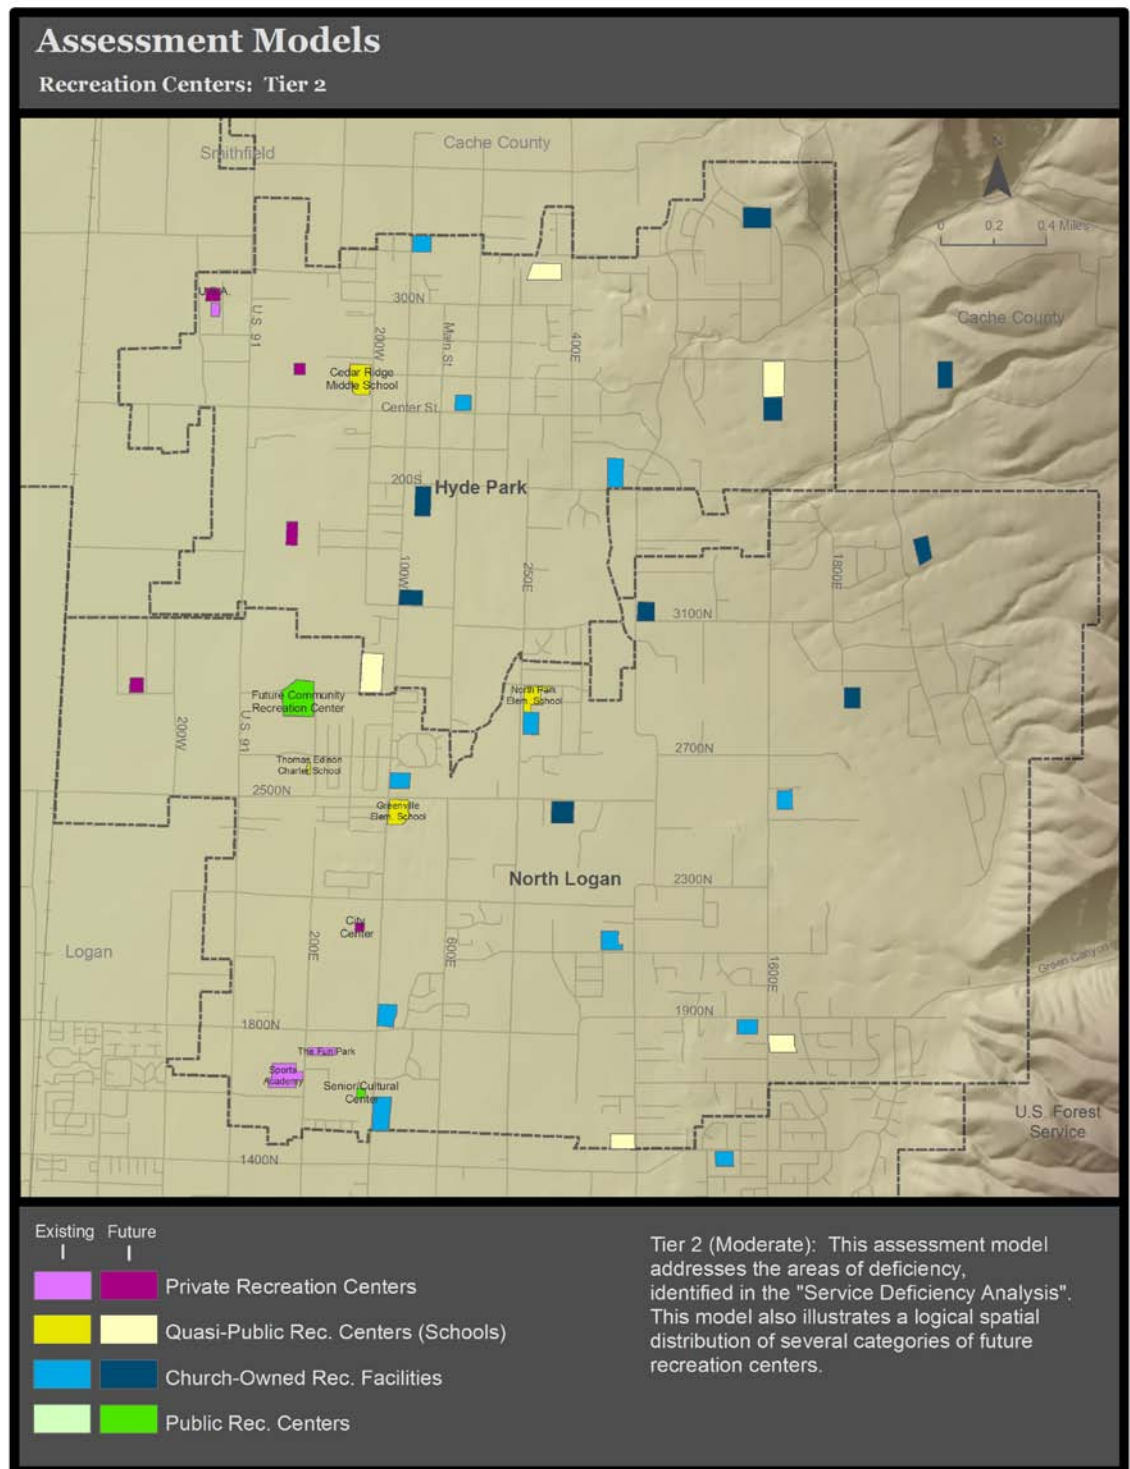 Assessment Models
Recreation Centers: Tier 2
Smithfield
Cache County
N
0 0.2 0.4 Miles
Cache County
U.S. 91
300N
200W
Main St.
400E
Cedar Ridge
Middle School
Center St.
200S
Hyde Park
100W
250E
1800E
3100N
Future Community
Recreation Center
North Park
Elem. School
200W
U.S. 91
2700N
Thomas Edison
Charter School
2500N
Greenville
Elem. School
North Logan
2300N
City
Center
Logan
200E
600E
1600E
Green Canyon
1900N
1800N
The Fun Park
Sports
Academy
Senior/Cultural
Center
U.S. Forest
Service
1400N
Existing Future
Private Recreation Centers
Quasi-Public Rec. Centers (Schools)
Church-Owned Rec. Facilities
Public Rec. Centers
Tier 2 (Moderate): This assessment model
addresses the areas of deficiency,
identified in the "Service Deficiency Analysis".
This model also illustrates a logical spatial
distribution of several categories of future
recreation centers.